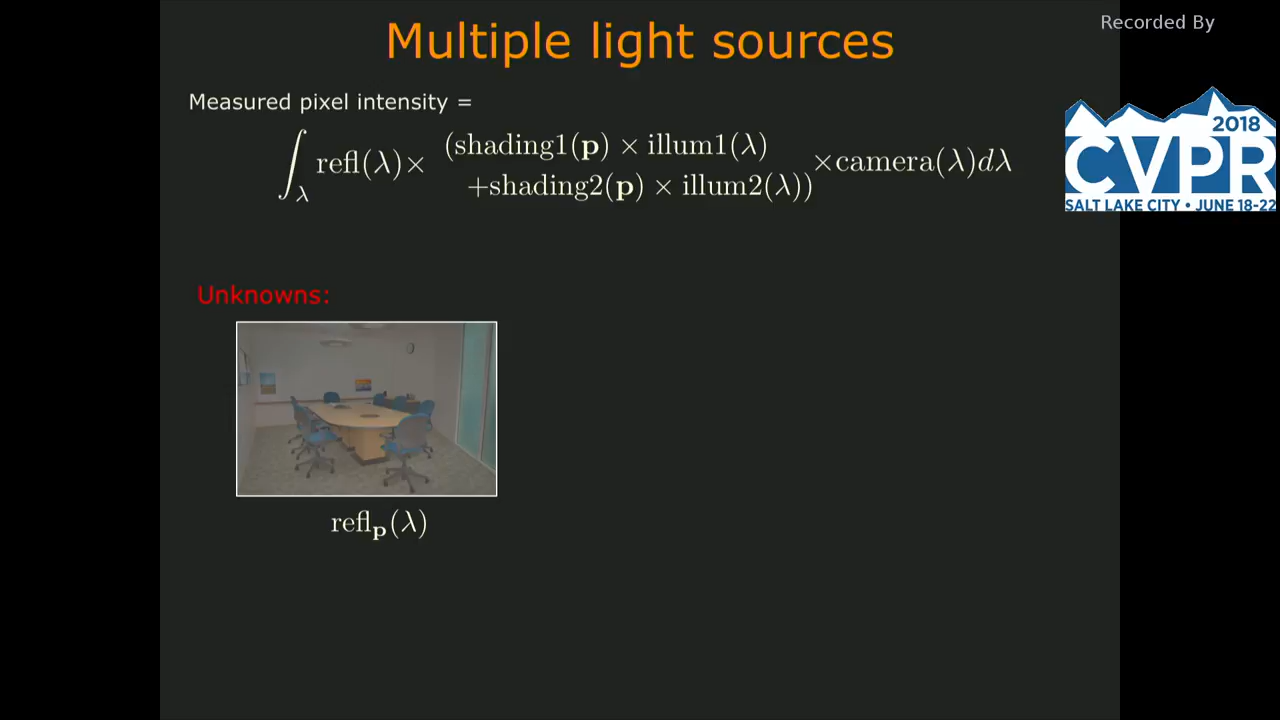 Multiple light sources
Recorded By
Measured pixel intensity =
∫_λ refl(λ)× (shading1(p) × illum1(λ)
+shading2(p) × illum2(λ)) ×camera(λ)dλ
2018
CVPR
SALT LAKE CITY • JUNE 18-22
Unknowns:
refl_p(λ)